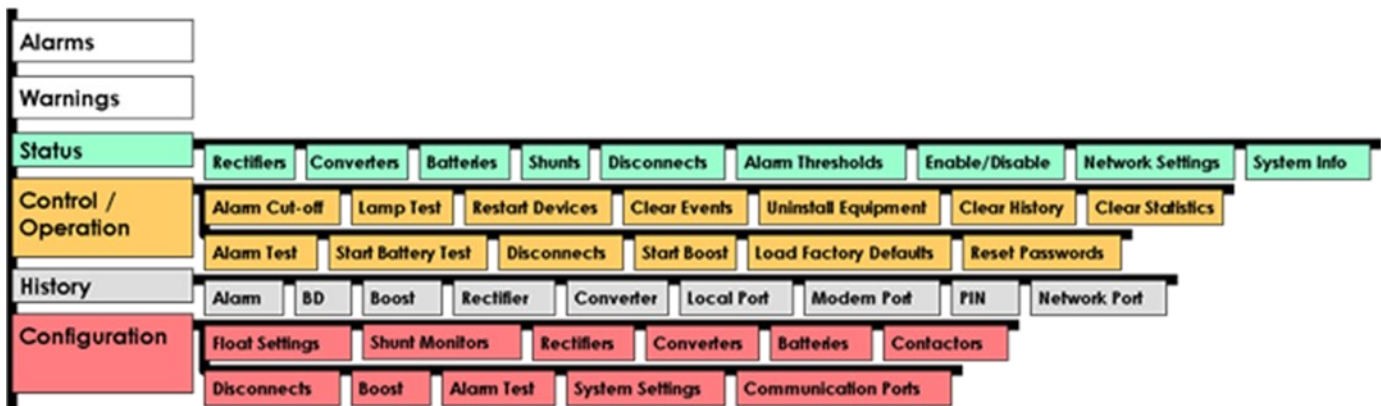 Alarms
Warnings
Status
Rectifiers Converters Batteries Shunts Disconnects Alarm Thresholds Enable/Disable Network Settings System Info
Control /
Operation
Alarm Cut-off Lamp Test Restart Devices Clear Events Uninstall Equipment Clear History Clear Statistics
Alarm Test Start Battery Test Disconnects Start Boost Load Factory Defaults Reset Passwords
History
Alarm BD Boost Rectifier Converter Local Port Modem Port PIN Network Port
Configuration
Float Settings Shunt Monitors Rectifiers Converters Batteries Contactors
Disconnects Boost Alarm Test System Settings Communication Ports